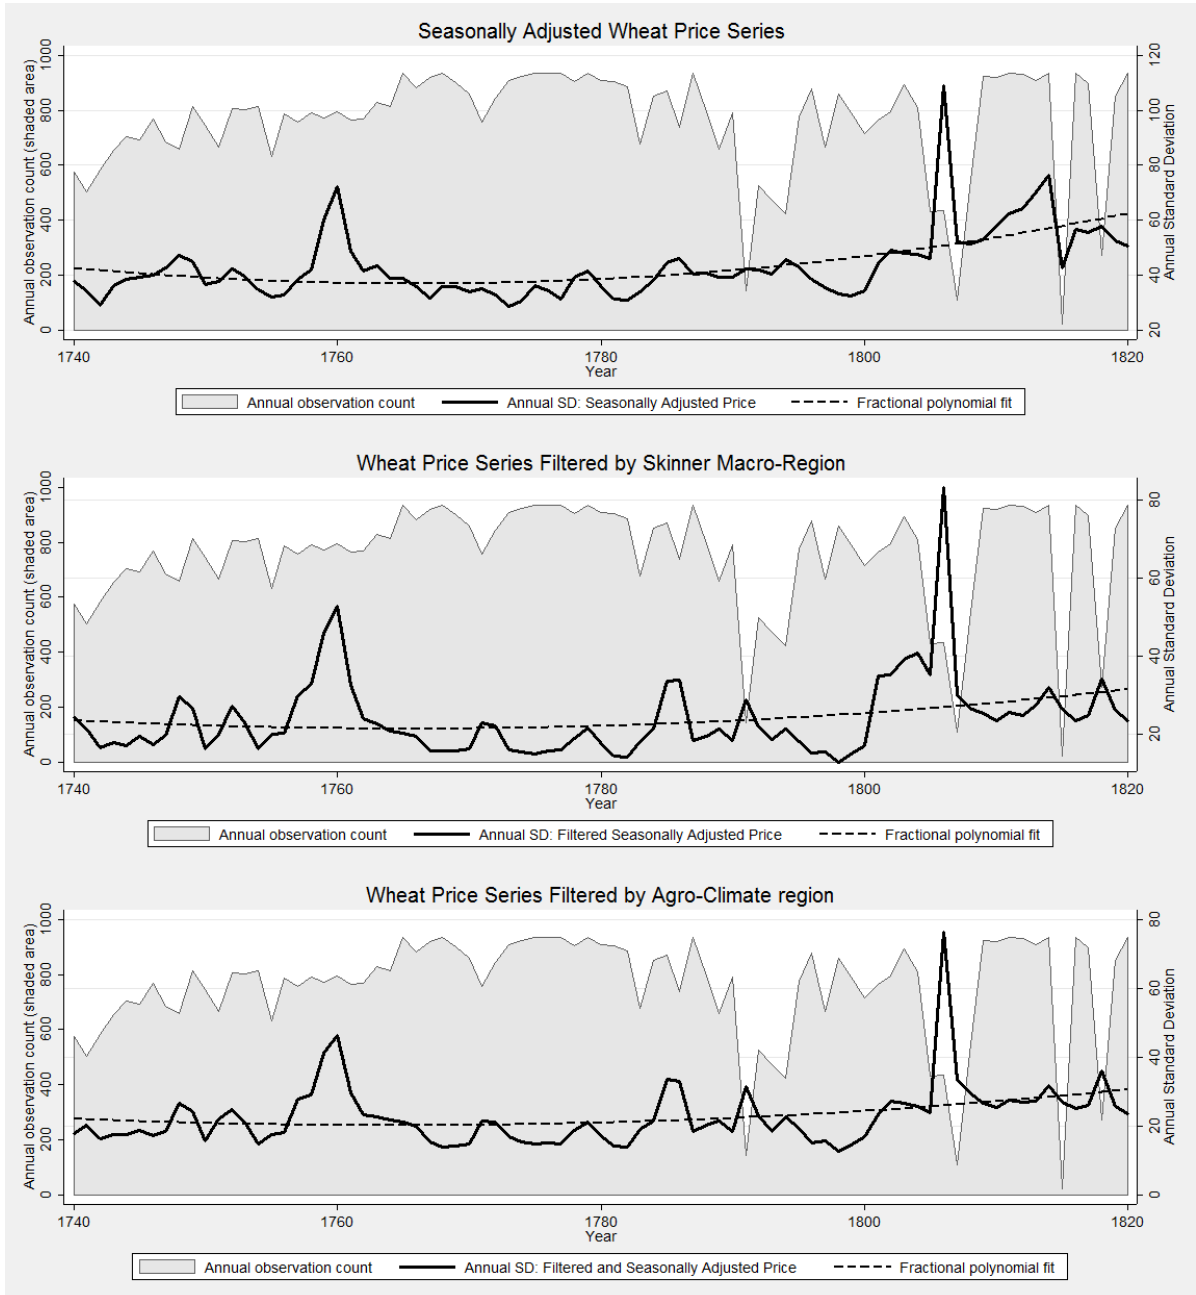 Seasonally Adjusted Wheat Price Series
Annual observation count (shaded area)
0 200 400 600 800 1000
20 40 60 80 100 120
Annual Standard Deviation
1740 1760 1780 1800 1820
Year
Annual observation count Annual SD: Seasonally Adjusted Price Fractional polynomial fit
Wheat Price Series Filtered by Skinner Macro-Region
Annual observation count (shaded area)
0 200 400 600 800 1000
20 40 60 80
Annual Standard Deviation
1740 1760 1780 1800 1820
Year
Annual observation count Annual SD: Filtered Seasonally Adjusted Price Fractional polynomial fit
Wheat Price Series Filtered by Agro-Climate region
Annual observation count (shaded area)
0 200 400 600 800 1000
0 20 40 60 80
Annual Standard Deviation
1740 1760 1780 1800 1820
Year
Annual observation count Annual SD: Filtered and Seasonally Adjusted Price Fractional polynomial fit